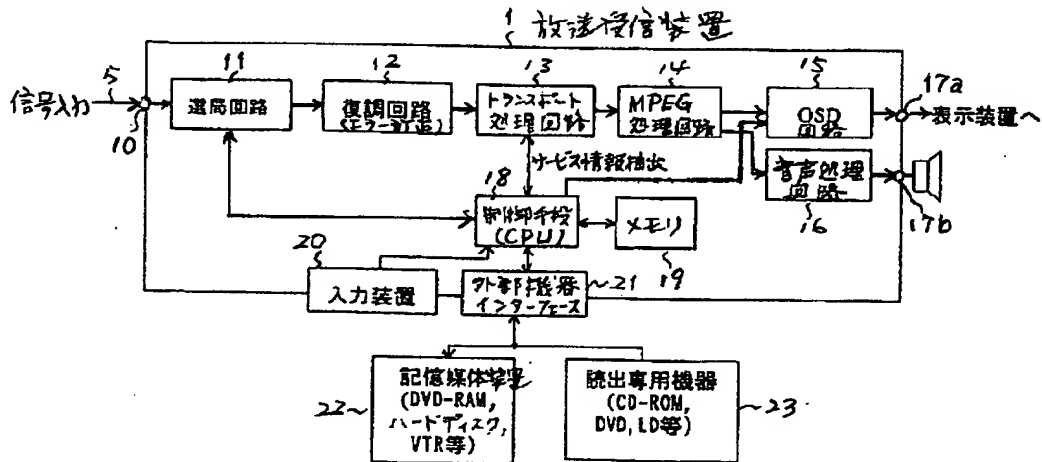 1 放送受信装置
5
信号入力
10
11
選局回路
12
復調回路
(エラー訂正)
13
トランスポート
処理回路
14
MPEG
処理回路
15
OSD
回路
17a
表示装置へ
サービス情報抽出
音声処理
回路
16
17b
18
制御手段
(CPU)
メモリ
19
20
入力装置
外部機器
インターフェース
21
記憶媒体装置
(DVD-RAM,
ハードディスク,
VTR等)
22
読出専用機器
(CD-ROM,
DVD, LD等)
23